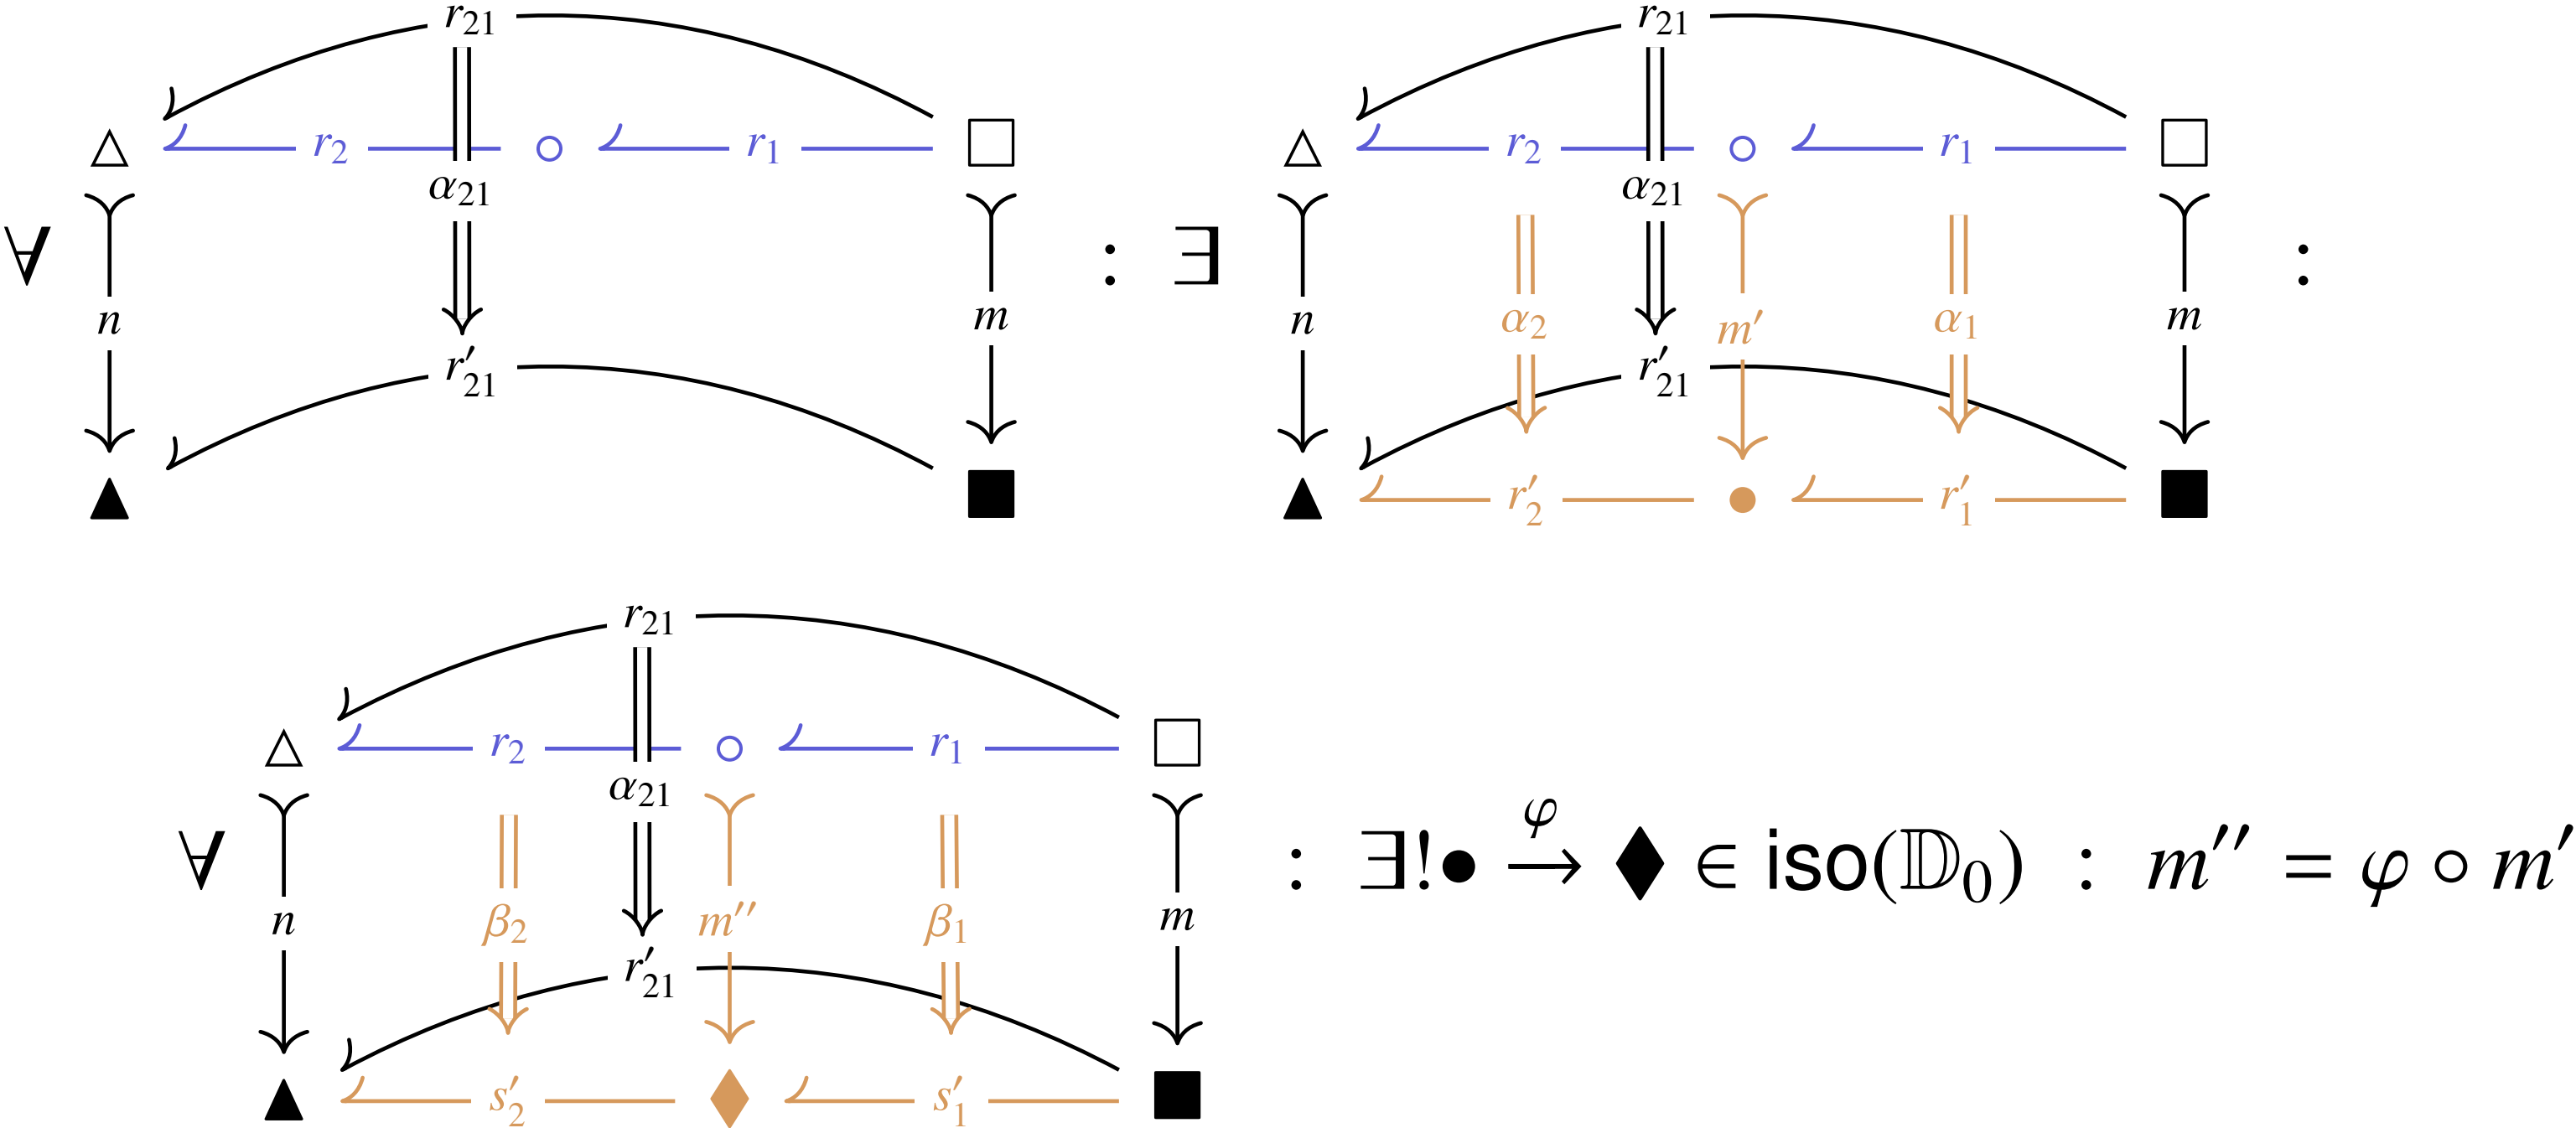 r₂₁ r₂₁
△ r₂ ○ r₁ □ △ r₂ ○ r₁ □
α₂₁ α₂₁
∀ : ∃ :
n m n α₂ m′ α₁ m
r′₂₁ r′₂₁
▲ ■ ▲ r′₂ ● r′₁ ■
r₂₁
△ r₂ ○ r₁ □
α₂₁
∀ : ∃!● →^φ ◆ ∈ iso(𝔻₀) : m″ = φ ∘ m′
n β₂ m″ β₁ m
r′₂₁
▲ s′₂ ◆ s′₁ ■